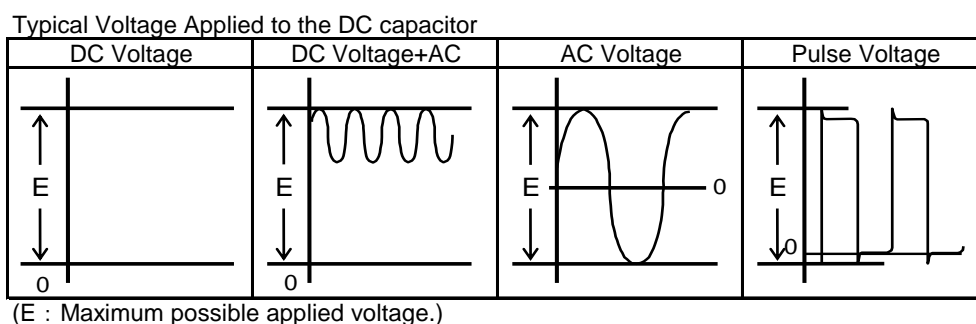 Typical Voltage Applied to the DC capacitor
DC Voltage DC Voltage+AC AC Voltage Pulse Voltage
E E E E
0
0
0 0
(E：Maximum possible applied voltage.)